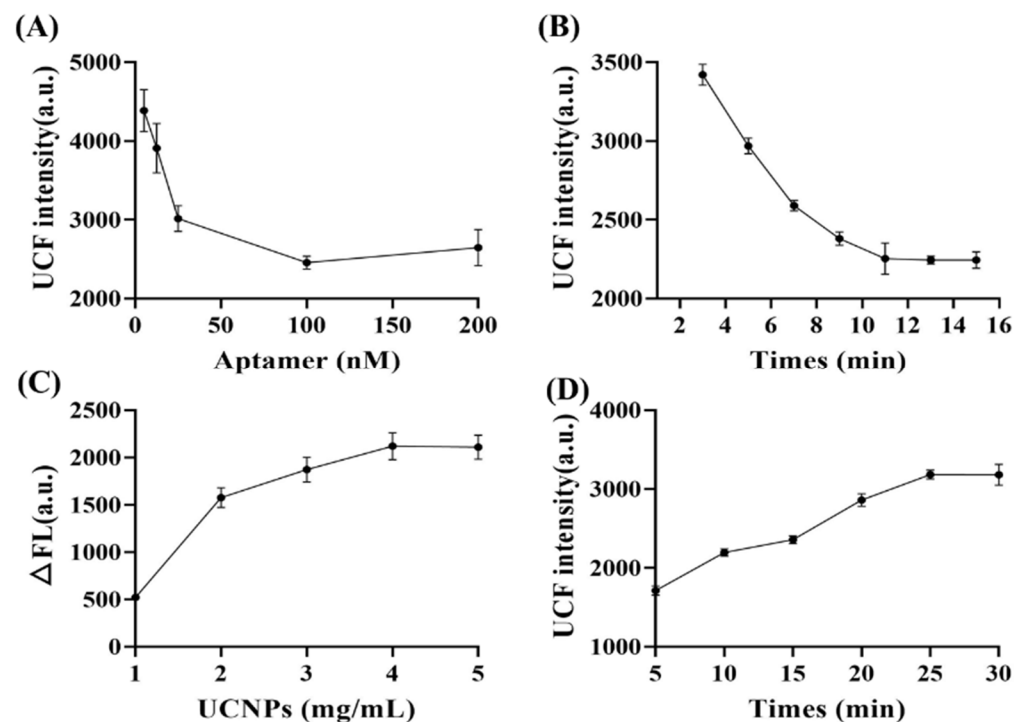 (A)
UCF intensity(a.u.)
5000
4000
3000
2000
0 50 100 150 200
Aptamer (nM)
(B)
UCF intensity(a.u.)
3500
3000
2500
2000
2 4 6 8 10 12 14 16
Times (min)
(C)
△FL(a.u.)
2500
2000
1500
1000
500
0
1 2 3 4 5
UCNPs (mg/mL)
(D)
UCF intensity(a.u.)
4000
3000
2000
1000
5 10 15 20 25 30
Times (min)